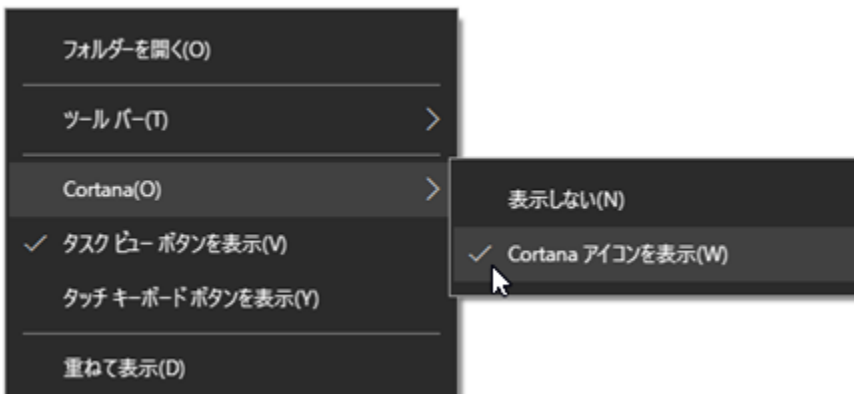 フォルダーを開く(O)
ツール バー(T)
Cortana(O)
表示しない(N)
タスク ビュー ボタンを表示(V)
Cortana アイコンを表示(W)
タッチ キーボード ボタンを表示(Y)
重ねて表示(D)